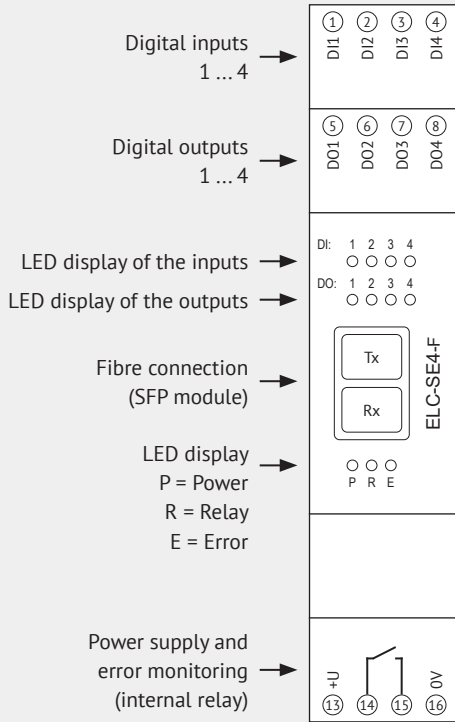 Digital inputs
1 ... 4
1 2 3 4
DI1 DI2 DI3 DI4
Digital outputs
1 ... 4
5 6 7 8
DO1 DO2 DO3 DO4
LED display of the inputs
DI: 1 2 3 4
LED display of the outputs
DO: 1 2 3 4
Fibre connection
(SFP module)
Tx
Rx
ELC-SE4-F
LED display
P = Power
R = Relay
E = Error
P R E
Power supply and
error monitoring
(internal relay)
+U 0V
13 14 15 16